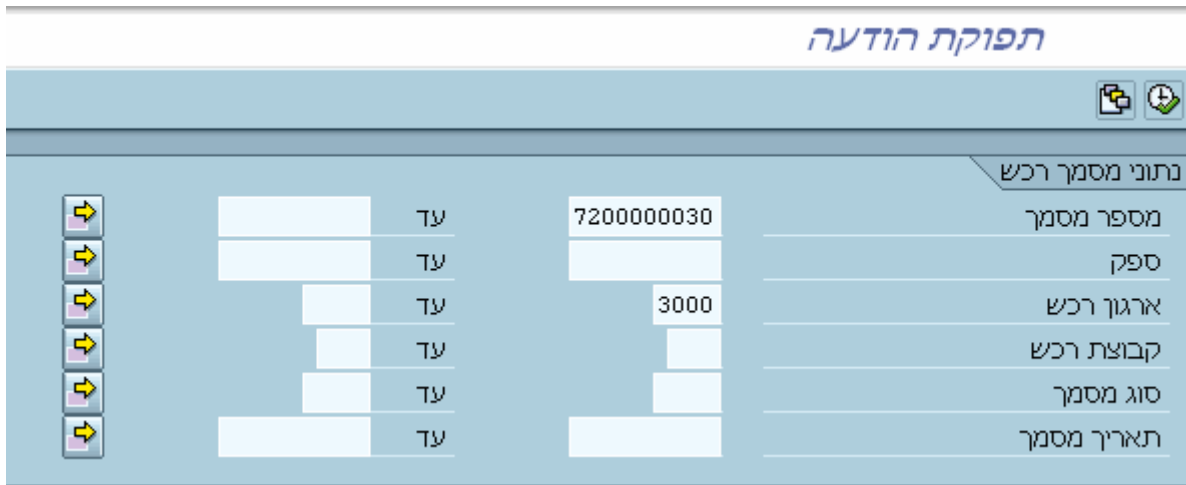 תפוקת הודעה
נתוני מסמך רכש
מספר מסמך 7200000030 עד
ספק עד
ארגון רכש 3000 עד
קבוצת רכש עד
סוג מסמך עד
תאריך מסמך עד